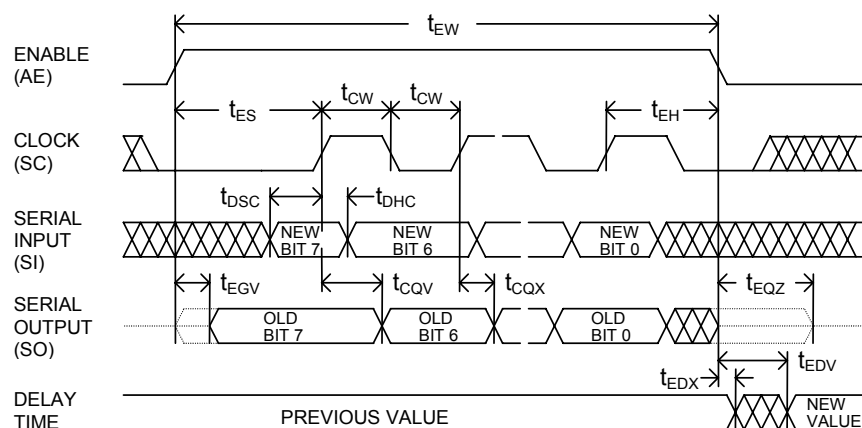 tEW
ENABLE
(AE)
tES
tCW
tCW
tEH
CLOCK
(SC)
tDSC
tDHC
SERIAL
INPUT
(SI)
NEW
BIT 7
NEW
BIT 6
NEW
BIT 0
tEGV
tCQV
tCQX
tEQZ
SERIAL
OUTPUT
(SO)
OLD
BIT 7
OLD
BIT 6
OLD
BIT 0
tEDV
tEDX
DELAY
TIME
PREVIOUS VALUE
NEW
VALUE